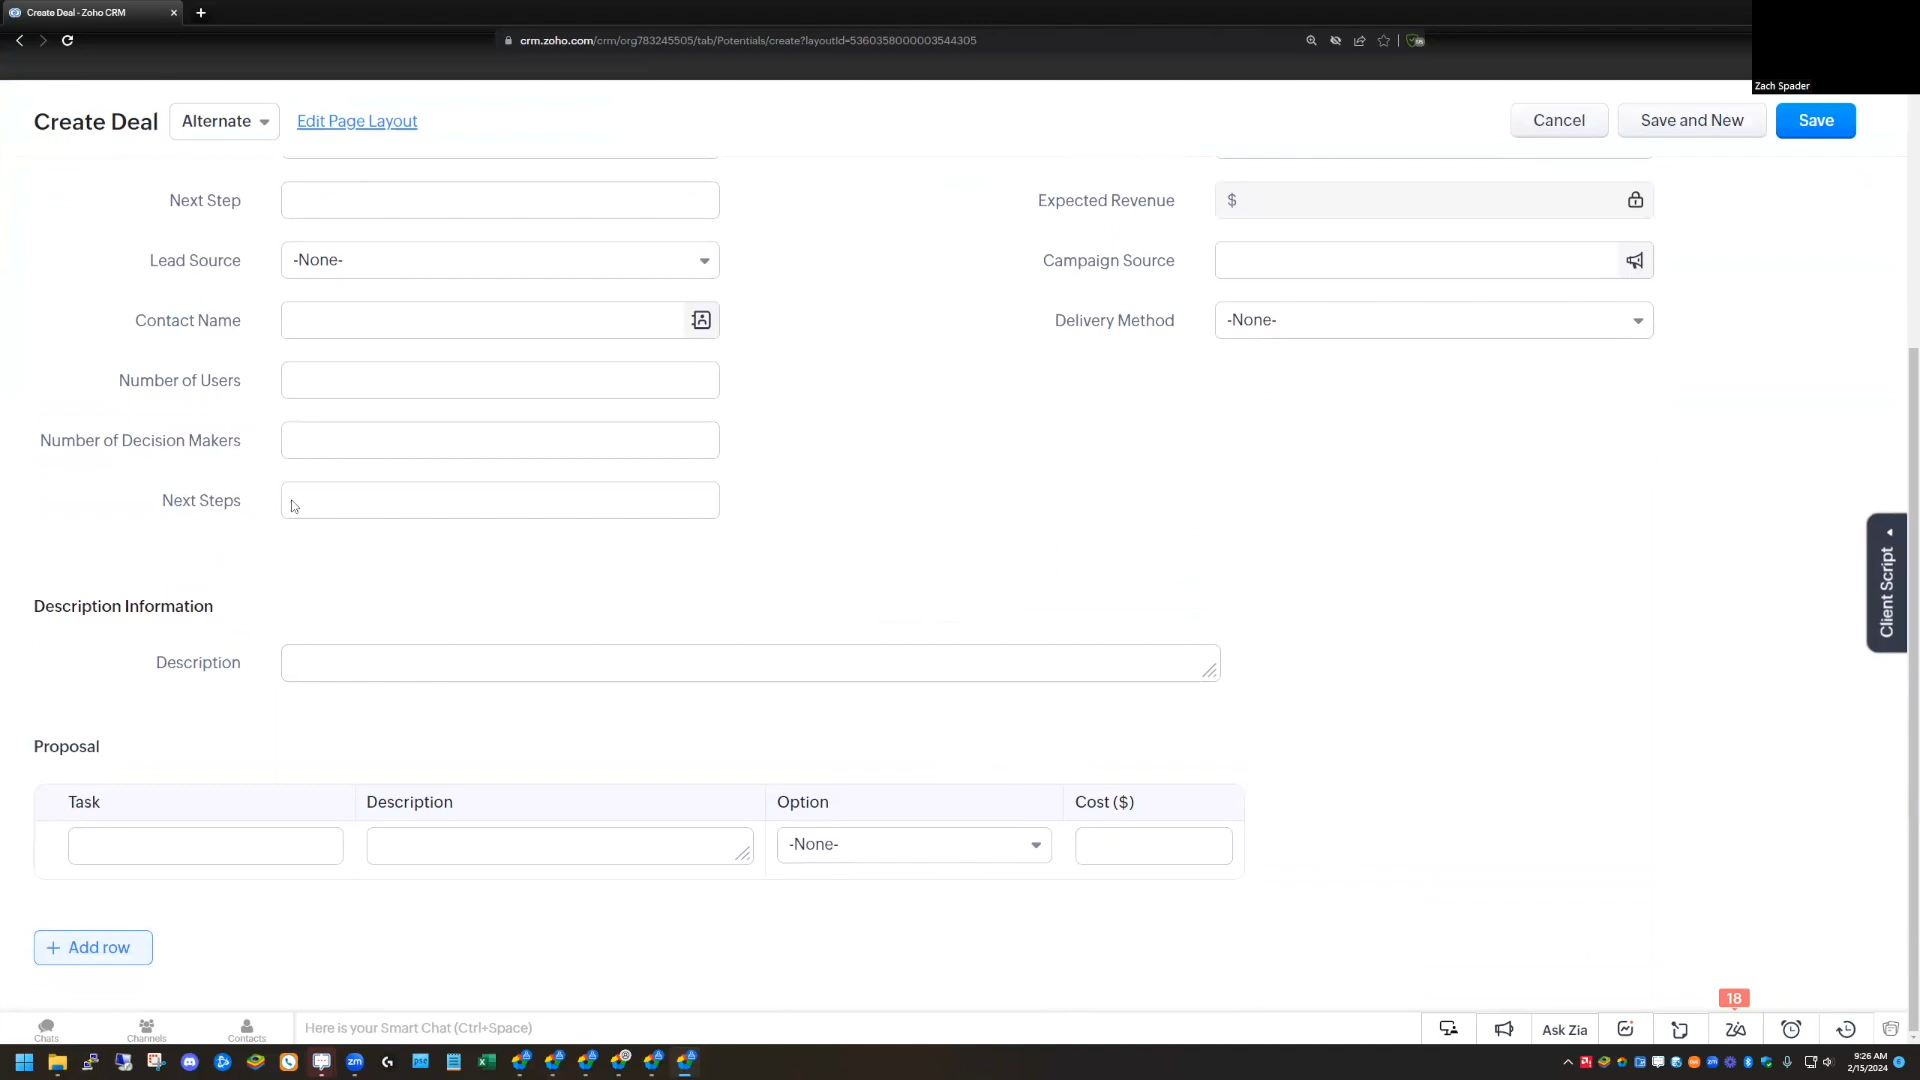 Create Deal - Zoho CRM
crm.zoho.com/crm/org783245505/tab/Potentials/create?layoutId=5360358000003544305
Zach Spader
Create Deal Alternate Edit Page Layout Cancel Save and New Save
Next Step Expected Revenue $
Lead Source -None- Campaign Source
Contact Name Delivery Method -None-
Number of Users
Number of Decision Makers
Next Steps
Client Script
Description Information
Description
Proposal
Task Description Option Cost ($)
-None-
+ Add row
18
Chats Channels Contacts Here is your Smart Chat (Ctrl+Space) Ask Zia
9:26 AM
2/15/2024